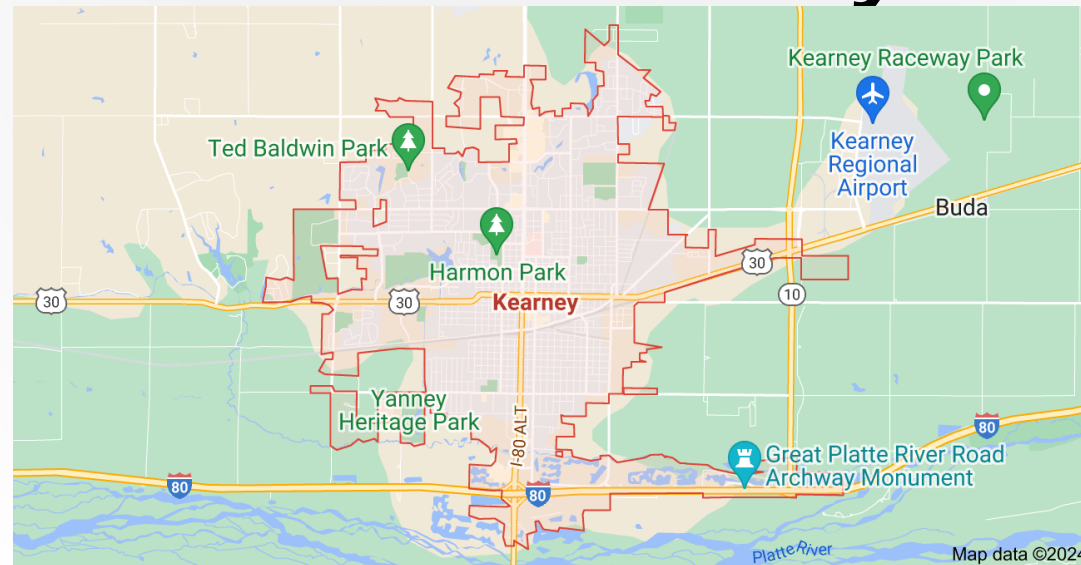 Kearney Raceway Park
Ted Baldwin Park
Kearney
Regional
Airport
Buda
Harmon Park
30
30
30
Kearney
10
Yanney
Heritage Park
I-80 ALT
80
Great Platte River Road
Archway Monument
80
80
Platte River
Map data ©2024